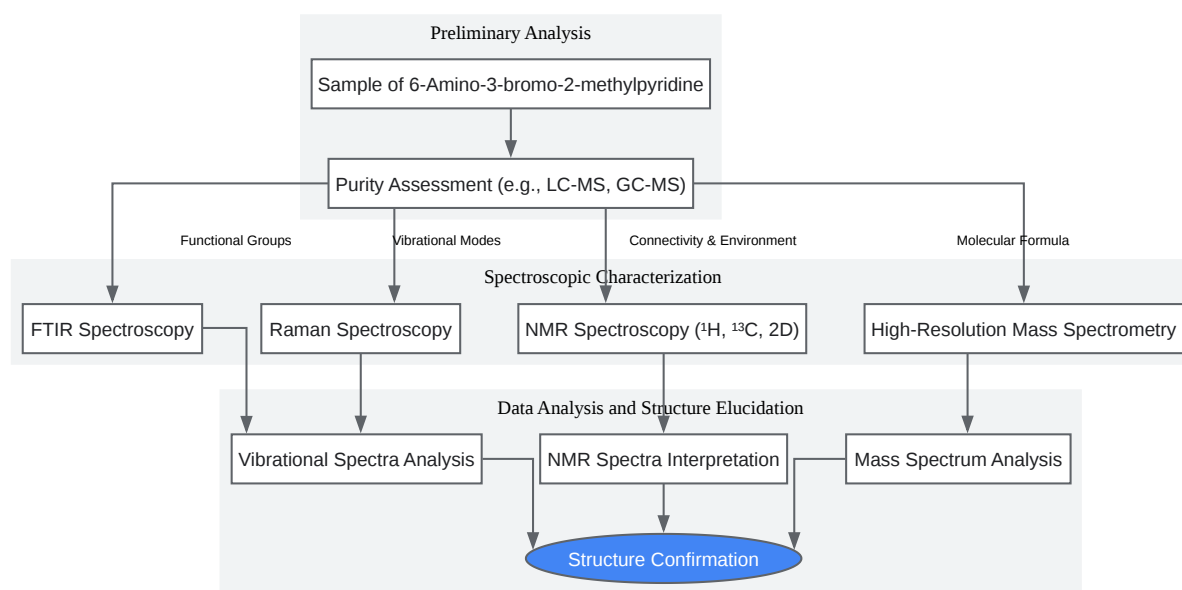 Preliminary Analysis
Sample of 6-Amino-3-bromo-2-methylpyridine
Purity Assessment (e.g., LC-MS, GC-MS)
Functional Groups
Vibrational Modes
Connectivity & Environment
Molecular Formula
Spectroscopic Characterization
FTIR Spectroscopy
Raman Spectroscopy
NMR Spectroscopy (¹H, ¹³C, 2D)
High-Resolution Mass Spectrometry
Data Analysis and Structure Elucidation
Vibrational Spectra Analysis
NMR Spectra Interpretation
Mass Spectrum Analysis
Structure Confirmation